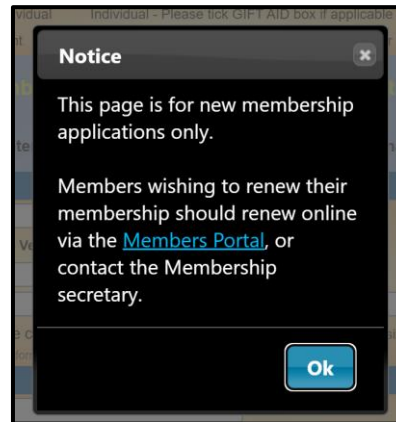 Individual - Please tick GIFT AID box if applicable
Notice
This page is for new membership
applications only.
Members wishing to renew their
membership should renew online
via the Members Portal, or
contact the Membership
secretary.
Ok